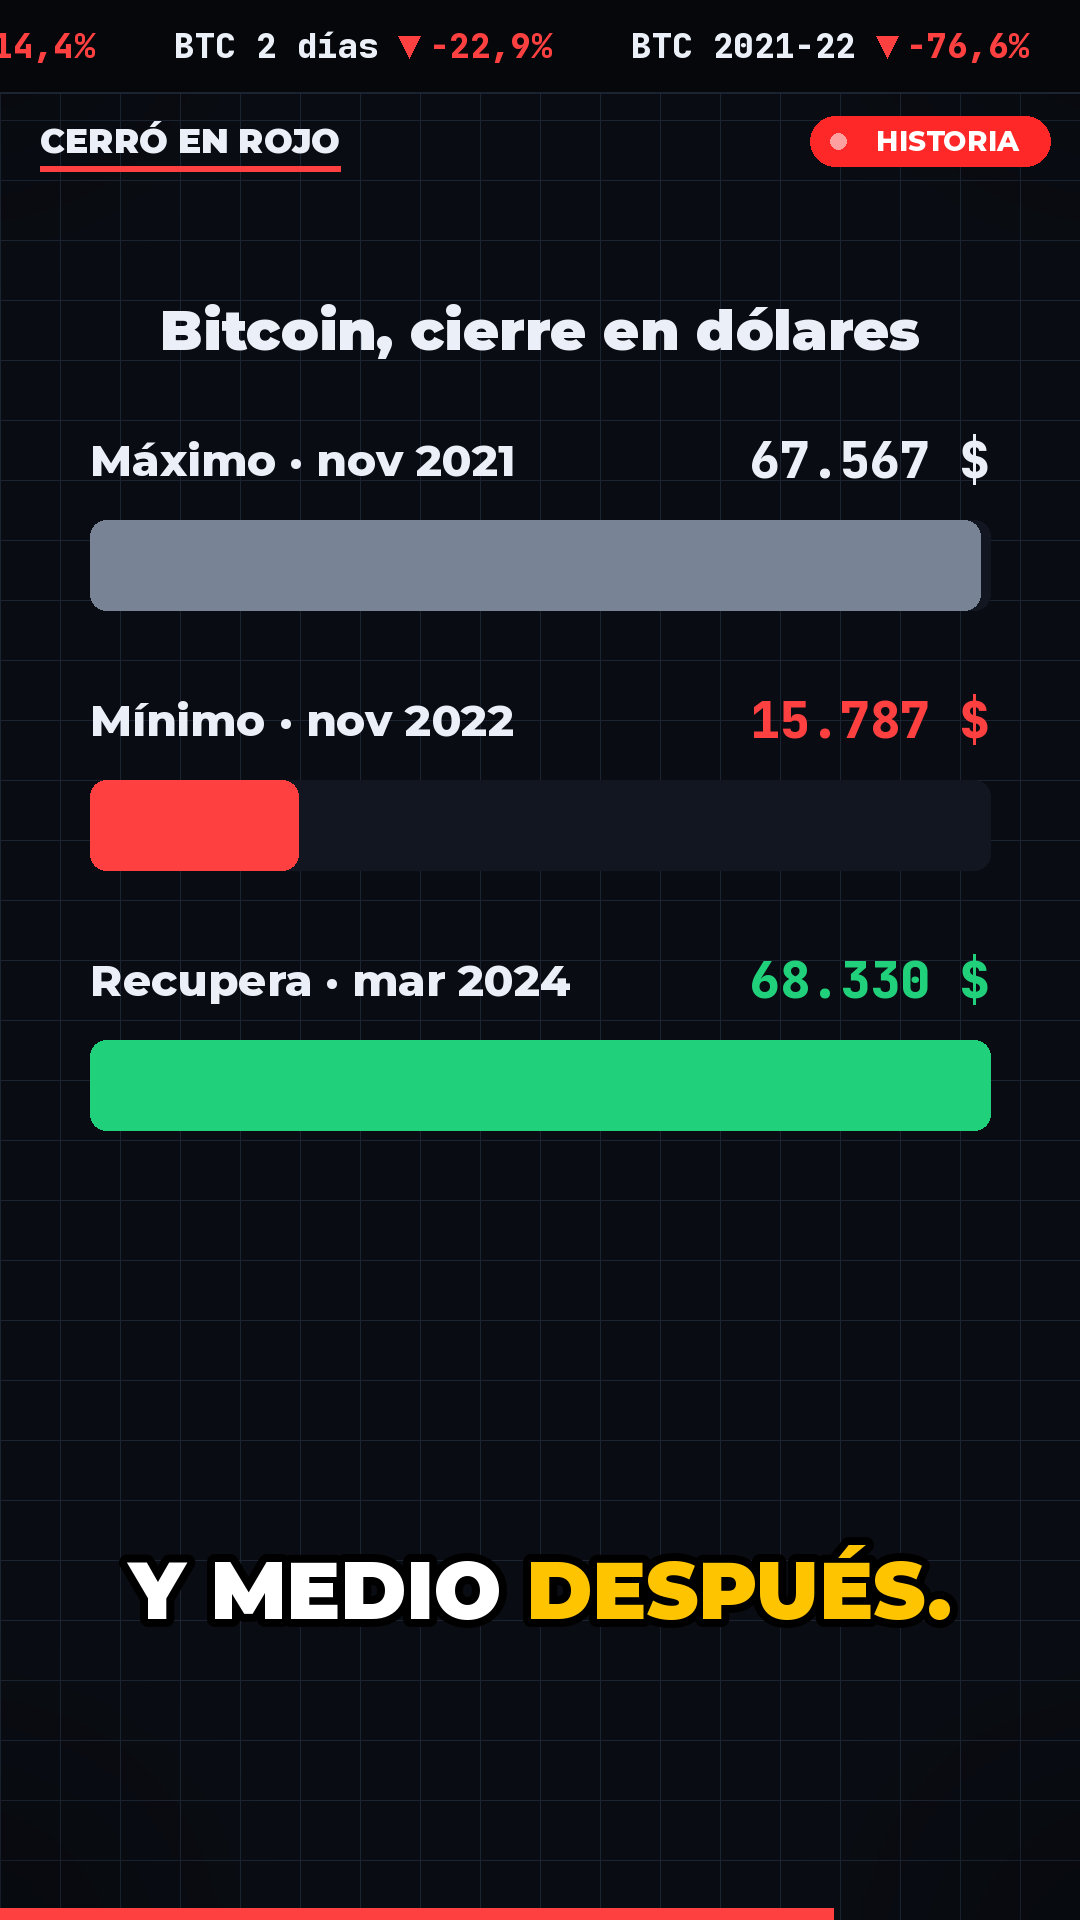 14,4% BTC 2 días ▼ -22,9% BTC 2021-22 ▼ -76,6%
CERRÓ EN ROJO
HISTORIA
Bitcoin, cierre en dólares
Máximo · nov 2021 67.567 $
Mínimo · nov 2022 15.787 $
Recupera · mar 2024 68.330 $
Y MEDIO DESPUÉS.